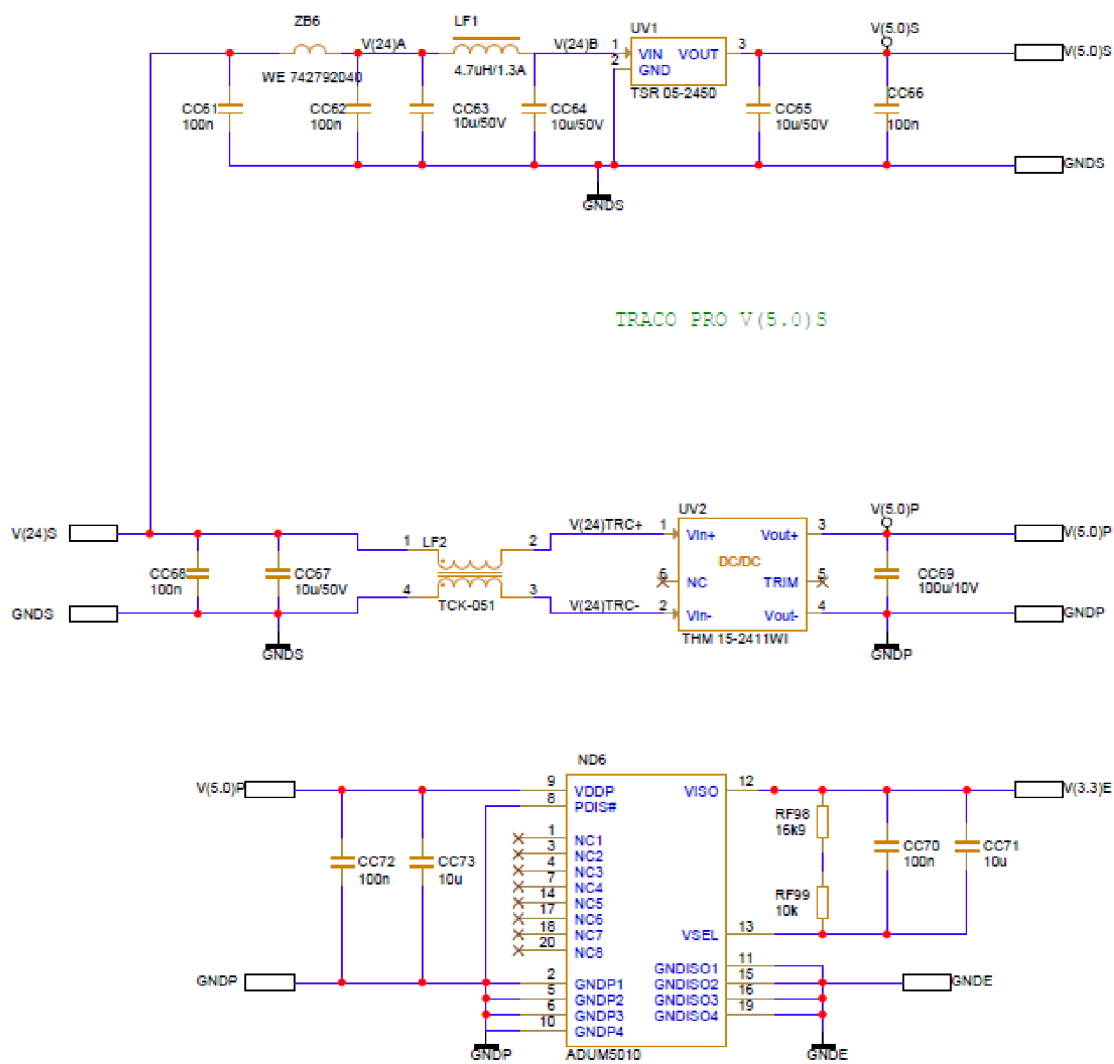 ZB6
LF1
UV1
V(5.0)S
V(24)A
V(24)B
1
VIN
VOUT
3
V(5.0)S
2
GND
WE 742792040
4.7uH/1.3A
TSR 05-2450
CC61
100n
CC62
100n
CC63
10u/50V
CC64
10u/50V
CC65
10u/50V
CC66
100n
GNDS
GNDS
TRACO PRO V(5.0)S
V(24)S
1
LF2
2
V(24)TRC+
UV2
1
Vin+
Vout+
3
V(5.0)P
V(5.0)P
DC/DC
CC68
100n
CC67
10u/50V
6
NC
TRIM
5
CC69
100u/10V
GNDS
4
TCK-051
3
V(24)TRC-
2
Vin-
Vout-
4
GNDP
THM 15-2411WI
GNDS
GNDP
ND6
V(5.0)P
9
VDDP
VISO
12
V(3.3)E
8
PDIS#
1
NC1
3
NC2
4
NC3
7
NC4
14
NC5
17
NC6
18
NC7
20
NC8
RF98
16k9
CC70
100n
CC71
10u
CC72
100n
CC73
10u
RF99
10k
VSEL
13
GNDISO1
11
GNDP
2
GNDP1
GNDISO2
15
GNDE
5
GNDP2
GNDISO3
16
6
GNDP3
GNDISO4
19
10
GNDP4
GNDP
ADUM5010
GNDE